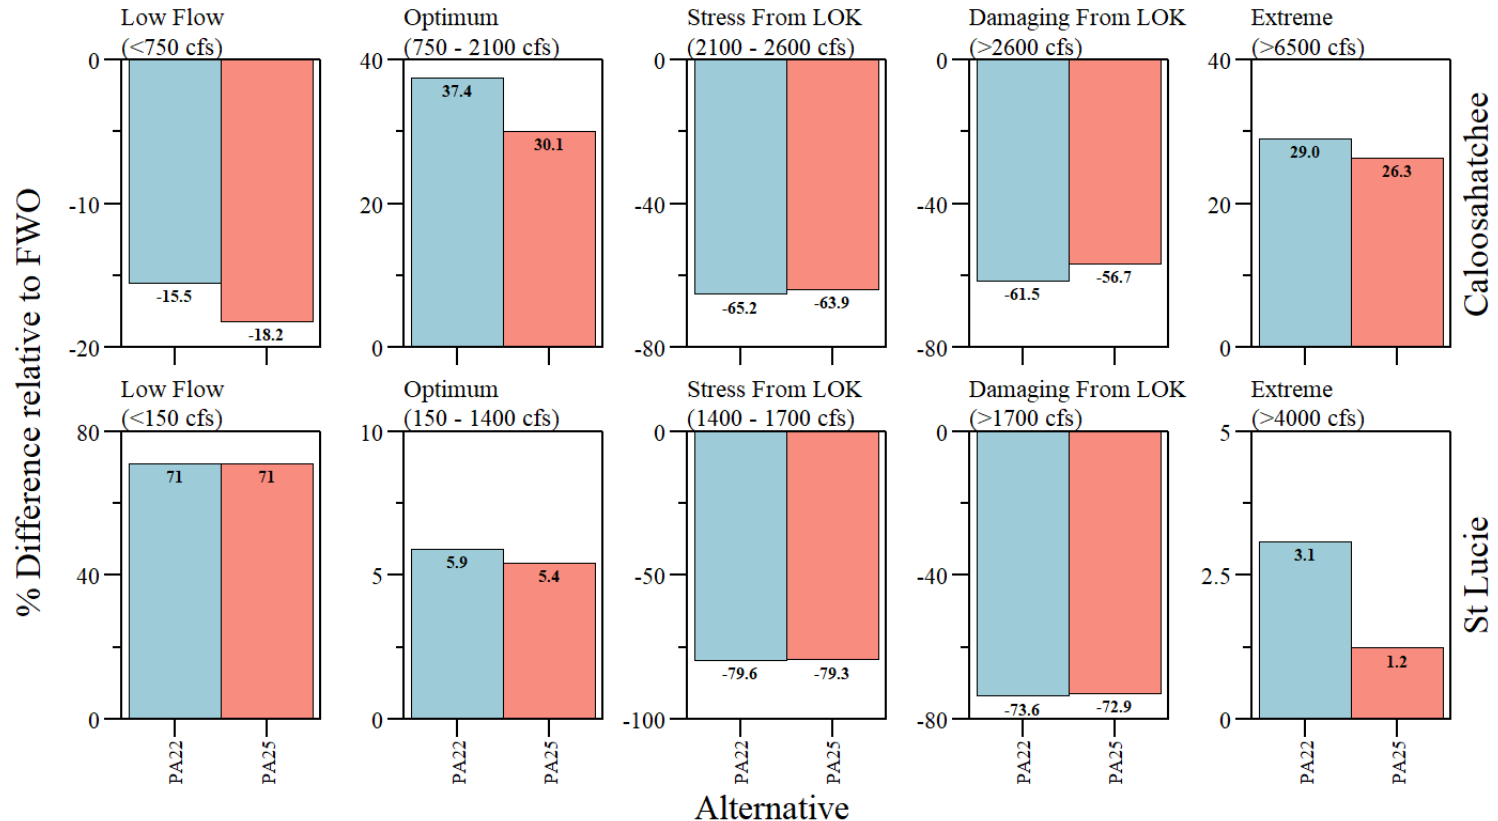 Low Flow
(<750 cfs)
Optimum
(750 - 2100 cfs)
Stress From LOK
(2100 - 2600 cfs)
Damaging From LOK
(>2600 cfs)
Extreme
(>6500 cfs)
0
-10
-20
-15.5
-18.2
40
20
0
37.4
30.1
0
-40
-80
-65.2
-63.9
0
-40
-80
-61.5
-56.7
40
20
0
29.0
26.3
Caloosahatchee
% Difference relative to FWO
Low Flow
(<150 cfs)
Optimum
(150 - 1400 cfs)
Stress From LOK
(1400 - 1700 cfs)
Damaging From LOK
(>1700 cfs)
Extreme
(>4000 cfs)
80
40
0
71
71
10
5
0
5.9
5.4
0
-50
-100
-79.6
-79.3
0
-40
-80
-73.6
-72.9
5
2.5
0
3.1
1.2
St Lucie
PA22
PA25
PA22
PA25
PA22
PA25
PA22
PA25
PA22
PA25
Alternative